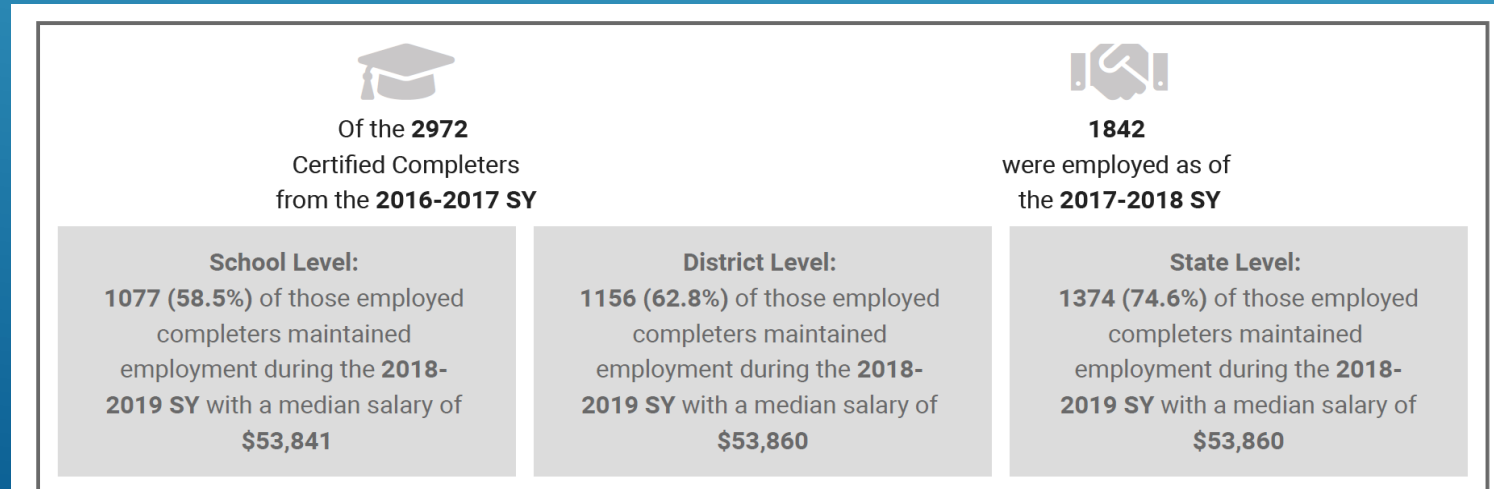 Of the 2972
Certified Completers
from the 2016-2017 SY
1842
were employed as of
the 2017-2018 SY
School Level:
1077 (58.5%) of those employed
completers maintained
employment during the 2018-
2019 SY with a median salary of
$53,841
District Level:
1156 (62.8%) of those employed
completers maintained
employment during the 2018-
2019 SY with a median salary of
$53,860
State Level:
1374 (74.6%) of those employed
completers maintained
employment during the 2018-
2019 SY with a median salary of
$53,860